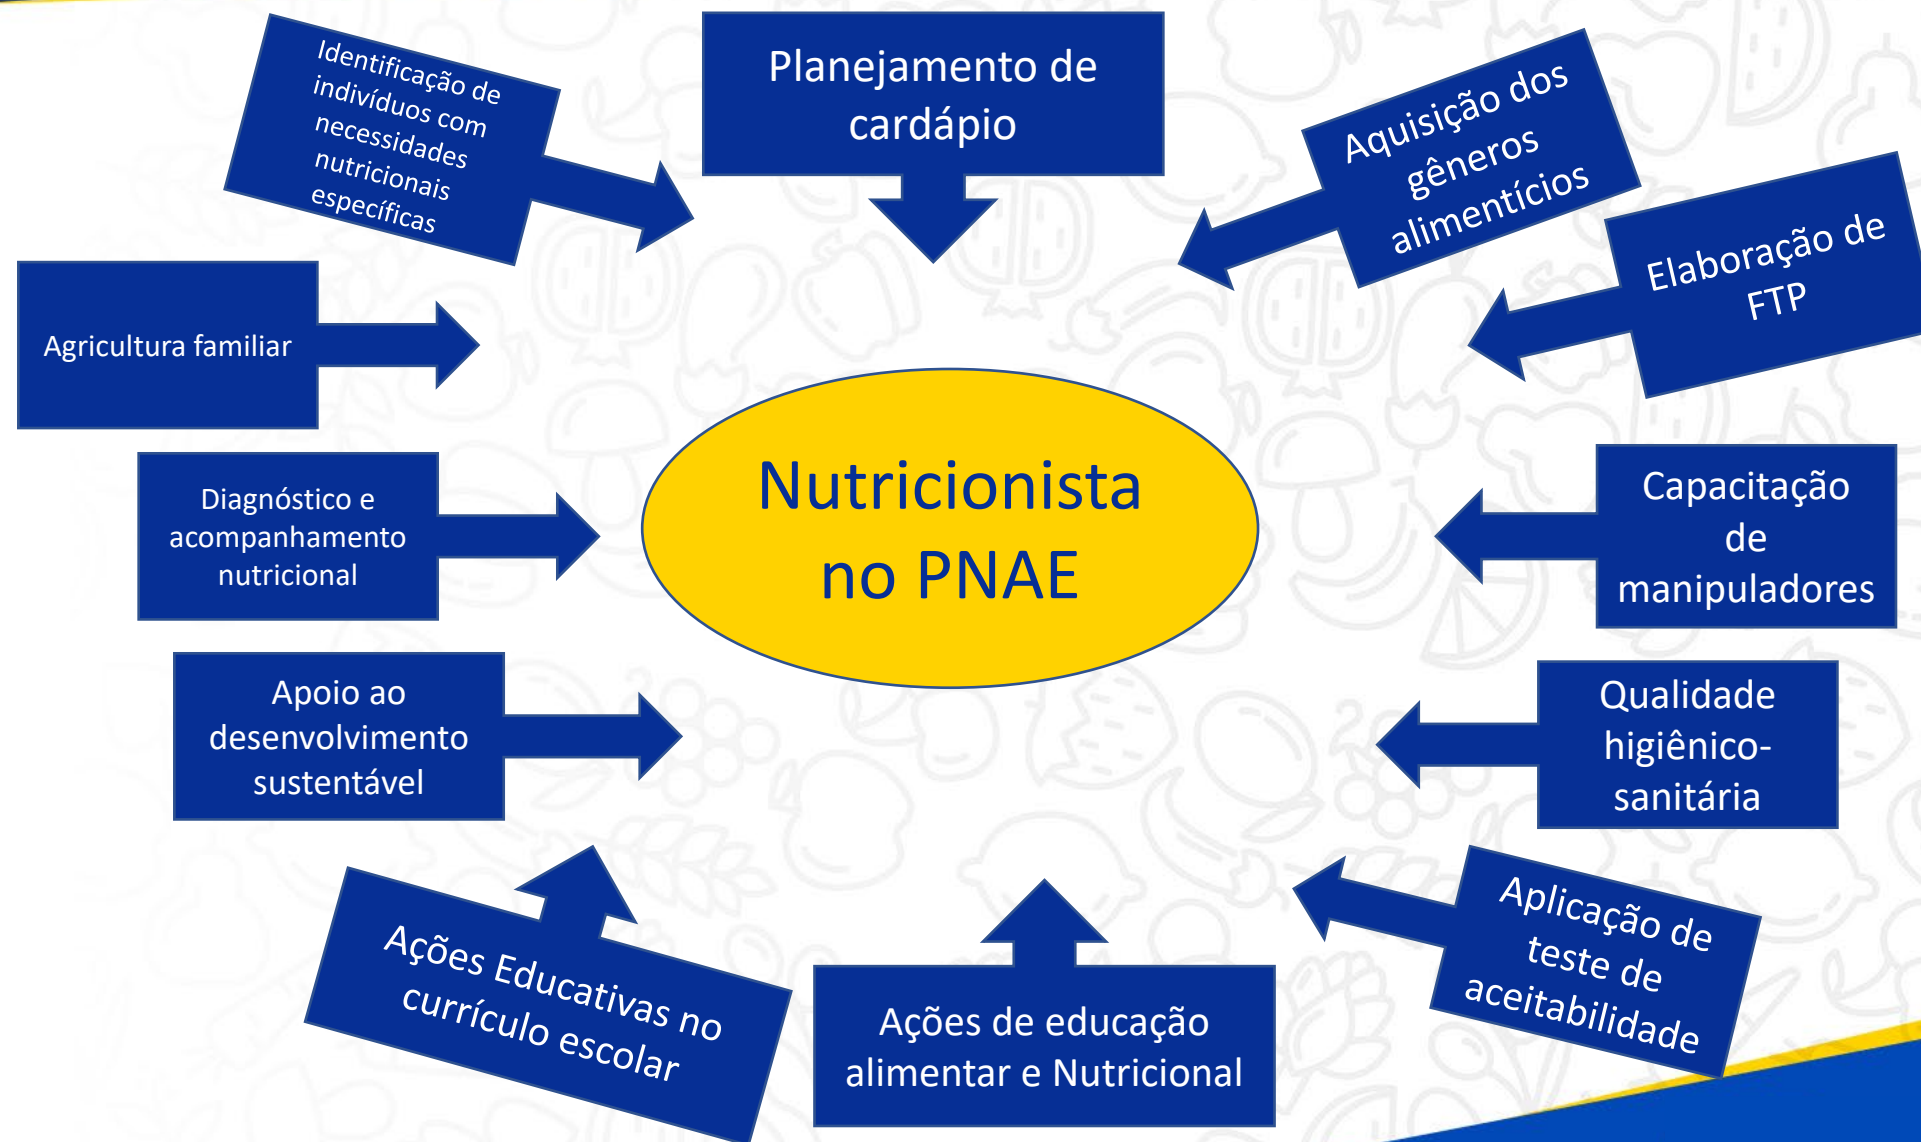 Identificação de
indivíduos com
necessidades
nutricionais
específicas
Planejamento de
cardápio
Aquisição dos
gêneros
alimentícios
Elaboração de
FTP
Agricultura familiar
Diagnóstico e
acompanhamento
nutricional
Nutricionista
no PNAE
Capacitação
de
manipuladores
Apoio ao
desenvolvimento
sustentável
Qualidade
higiênico-
sanitária
Ações Educativas no
currículo escolar
Ações de educação
alimentar e Nutricional
Aplicação de
teste de
aceitabilidade